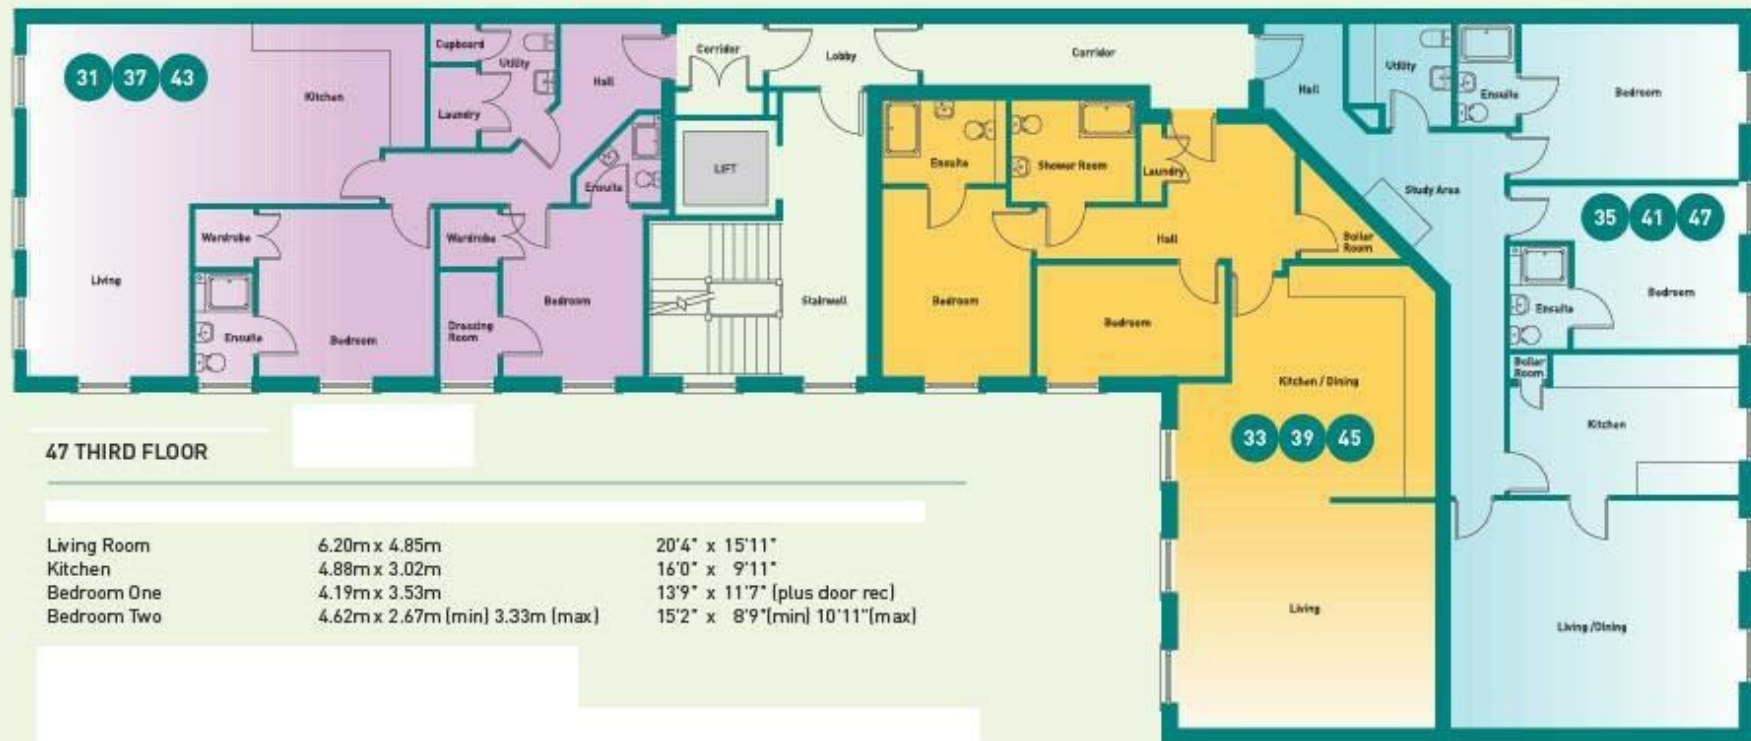 31 37 43
Kitchen
Living
Cupboard
Utility
Laundry
Hall
Ensuite
Wardrobe
Ensuite
Bedroom
Wardrobe
Dressing
Room
Bedroom
Corridor
Lobby
LIFT
Stairwell
Corridor
Ensuite
Shower Room
Laundry
Hall
Boiler
Room
Bedroom
Bedroom
Kitchen / Dining
33 39 45
Living
Hall
Utility
Ensuite
Bedroom
Study Area
35 41 47
Bedroom
Ensuite
Boiler
Room
Kitchen
Living /Dining
47 THIRD FLOOR
Living Room 6.20m x 4.85m 20'4" x 15'11"
Kitchen 4.88m x 3.02m 16'0" x 9'11"
Bedroom One 4.19m x 3.53m 13'9" x 11'7" (plus door rec)
Bedroom Two 4.62m x 2.67m (min) 3.33m (max) 15'2" x 8'9"(min) 10'11"(max)